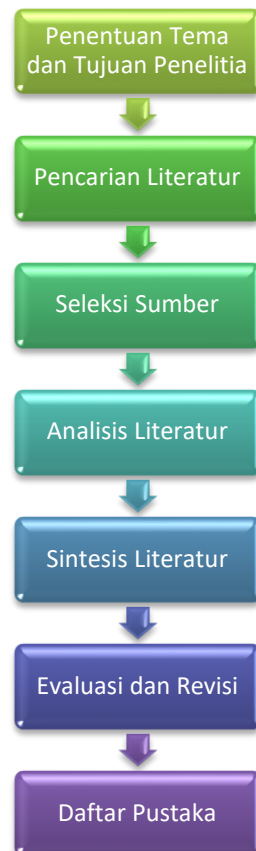 Penentuan Tema
dan Tujuan Penelitia
Pencarian Literatur
Seleksi Sumber
Analisis Literatur
Sintesis Literatur
Evaluasi dan Revisi
Daftar Pustaka